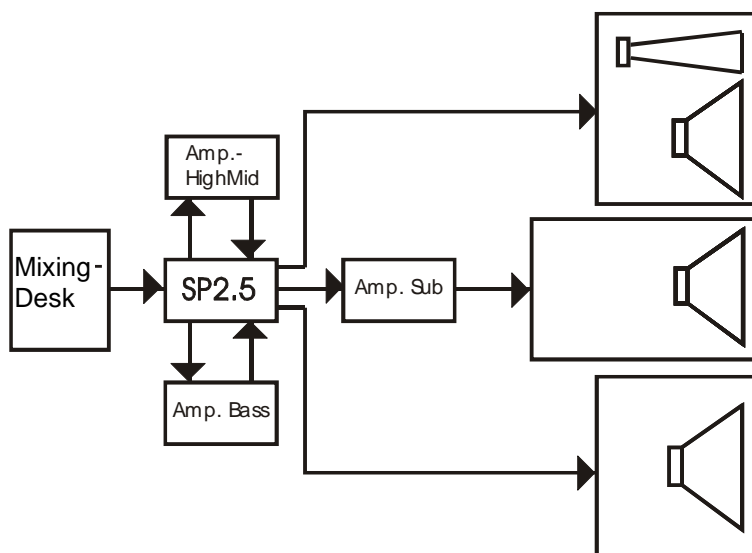 Amp.-
HighMid
Mixing-
Desk
SP2.5
Amp. Sub
Amp. Bass